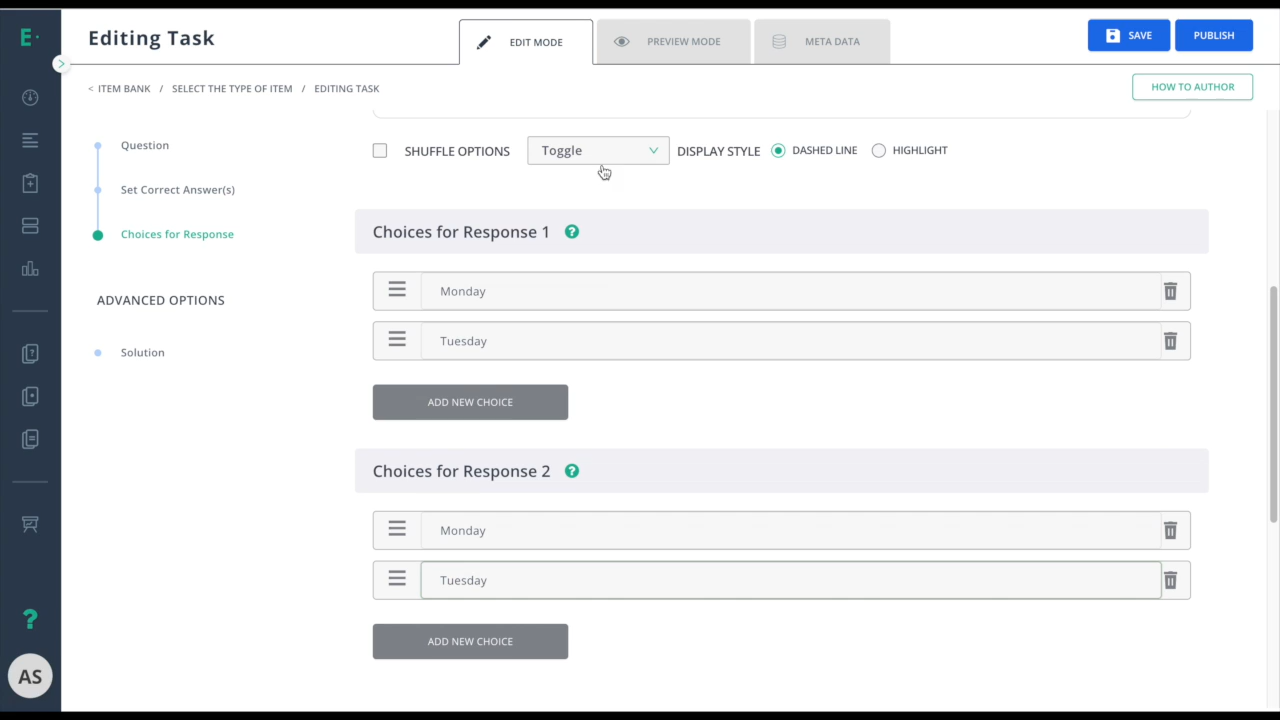 E·
Editing Task
EDIT MODE
PREVIEW MODE
META DATA
SAVE
PUBLISH
< ITEM BANK / SELECT THE TYPE OF ITEM / EDITING TASK
HOW TO AUTHOR
Question
Set Correct Answer(s)
Choices for Response
ADVANCED OPTIONS
Solution
SHUFFLE OPTIONS
Toggle
DISPLAY STYLE
DASHED LINE
HIGHLIGHT
Choices for Response 1 ?
Monday
Tuesday
ADD NEW CHOICE
Choices for Response 2 ?
Monday
Tuesday
ADD NEW CHOICE
?
AS